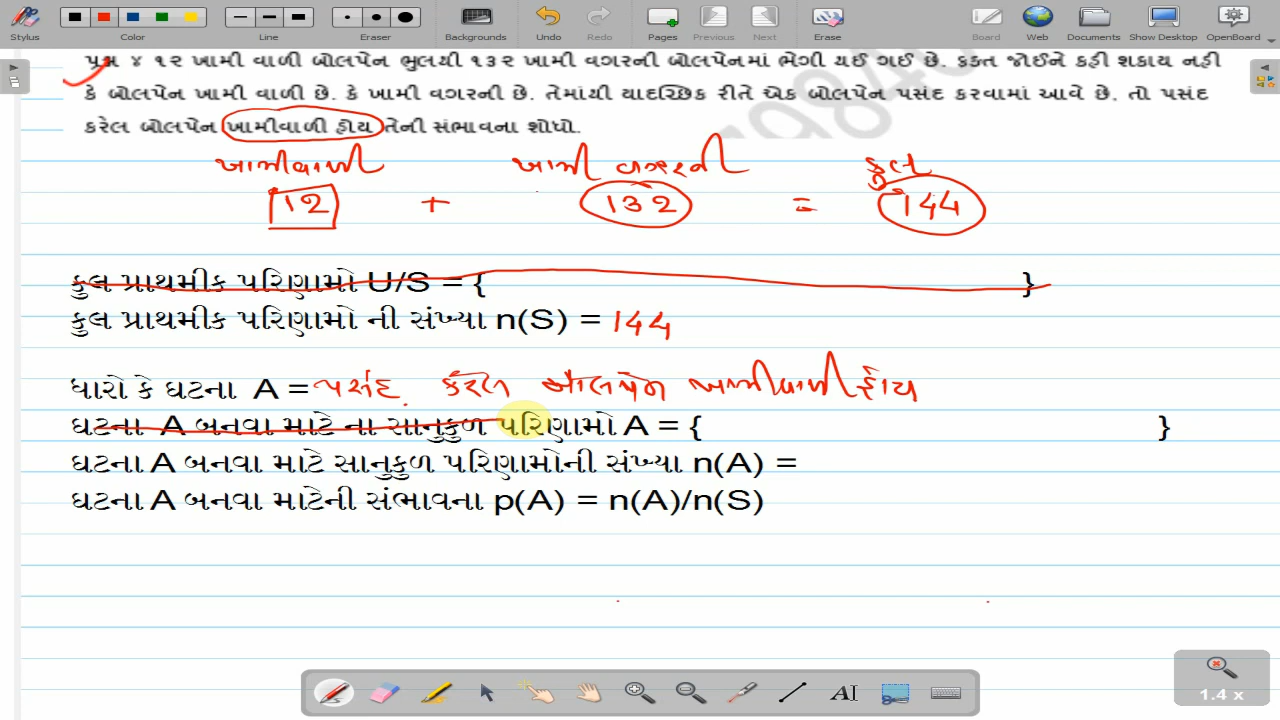 Stylus Color Line Eraser Backgrounds Undo Redo Pages Previous Next Erase Board Web Documents Show Desktop OpenBoard
પ્રશ્ન ૪ ૧૨ ખામી વાળી બોલપેન ભુલથી ૧૩૨ ખામી વગરની બોલપેનમાં ભેગી થઈ ગઈ છે. ફક્ત જોઈને કહી શકાય નહી
કે બોલપેન ખામી વાળી છે. કે ખામી વગરની છે. તેમાંથી યાદચ્છિક રીતે એક બોલપેન પસંદ કરવામાં આવે છે. તો પસંદ
કરેલ બોલપેન ખામીવાળી હોય તેની સંભાવના શોધો.
ખામીવાળી ખામી વગરની કુલ
12 + 132 = 144
કુલ પ્રાથમીક પરિણામો U/S = { }
કુલ પ્રાથમીક પરિણામો ની સંખ્યા n(S) = 144
ધારો કે ઘટના A = પસંદ કરેલ બોલપેન ખામીવાળી હોય
ઘટના A બનવા માટે ના સાનુકુળ પરિણામો A = { }
ઘટના A બનવા માટે સાનુકુળ પરિણામોની સંખ્યા n(A) =
ઘટના A બનવા માટેની સંભાવના p(A) = n(A)/n(S)
1.4 x